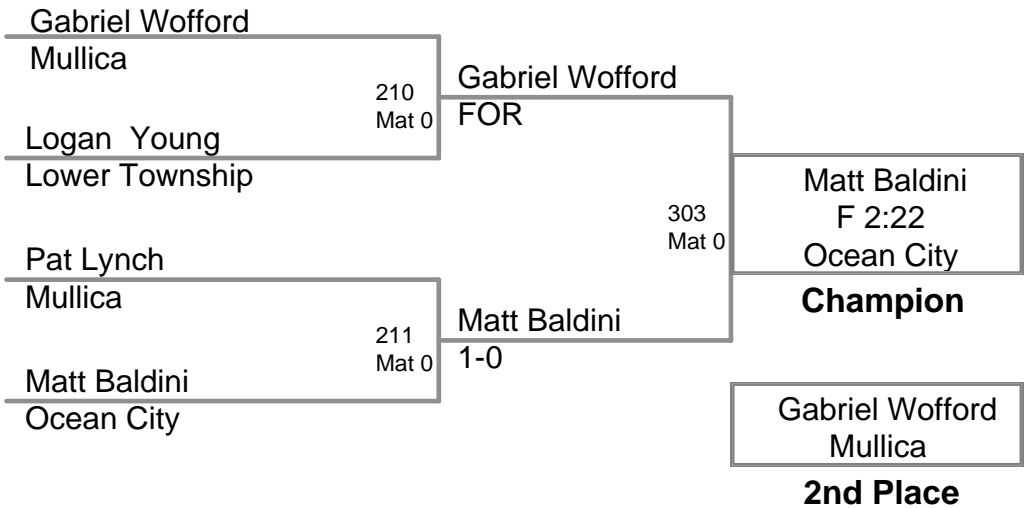 Gabriel Wofford
Mullica
210
Mat 0
Logan  Young
Lower Township
Gabriel Wofford
FOR
Pat Lynch
Mullica
211
Mat 0
Matt Baldini
Ocean City
Matt Baldini
1-0
303
Mat 0
Matt Baldini
F 2:22
Ocean City
Champion
Gabriel Wofford
Mullica
2nd Place